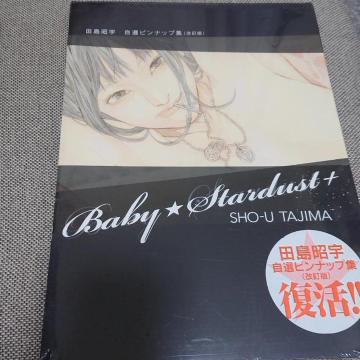 田島昭宇 自選ピンナップ集(改訂版)
Baby★Stardust+
SHO-U TAJIMA
田島昭宇
自選ピンナップ集
(改訂版)
復活!!